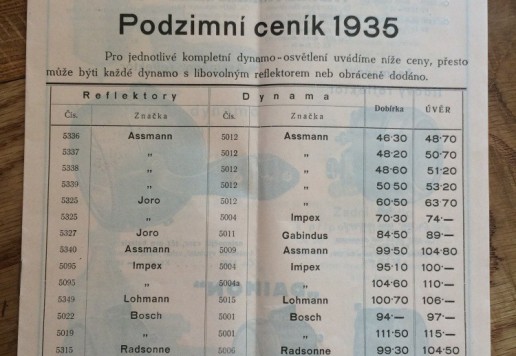 Podzimní ceník 1935
Pro jednotlivé kompletní dynamo-osvětlení uvádíme níže ceny, přesto
může býti každé dynamo s libovolným reflektorem neb obráceně dodáno.
Reflektory Dynama Dobírka ÚVĚR
Čís. Značka Čís. Značka
5336 Assmann 5012 Assmann 46·30 48·70
5337 „ 5012 „ 48·20 50·70
5338 „ 5012 „ 48·60 51·20
5339 „ 5012 „ 50·50 53·20
5325 Joro 5012 „ 60·50 63·70
5325 „ 5004 Impex 70·30 74·—
5327 Joro 5011 Gabindus 84·50 89·—
5340 Assmann 5009 Assmann 99·50 104·80
5095 Impex 5004 Impex 95·10 100·—
5095 „ 5004a „ 104·60 110·—
5349 Lohmann 5015 Lohmann 100·70 106·—
5022 Bosch 5001 Bosch 94·— 97·—
5019 „ 5001 „ 111·50 115·—
5315 Radsonne 5006 Radsonne 99·30 104·50